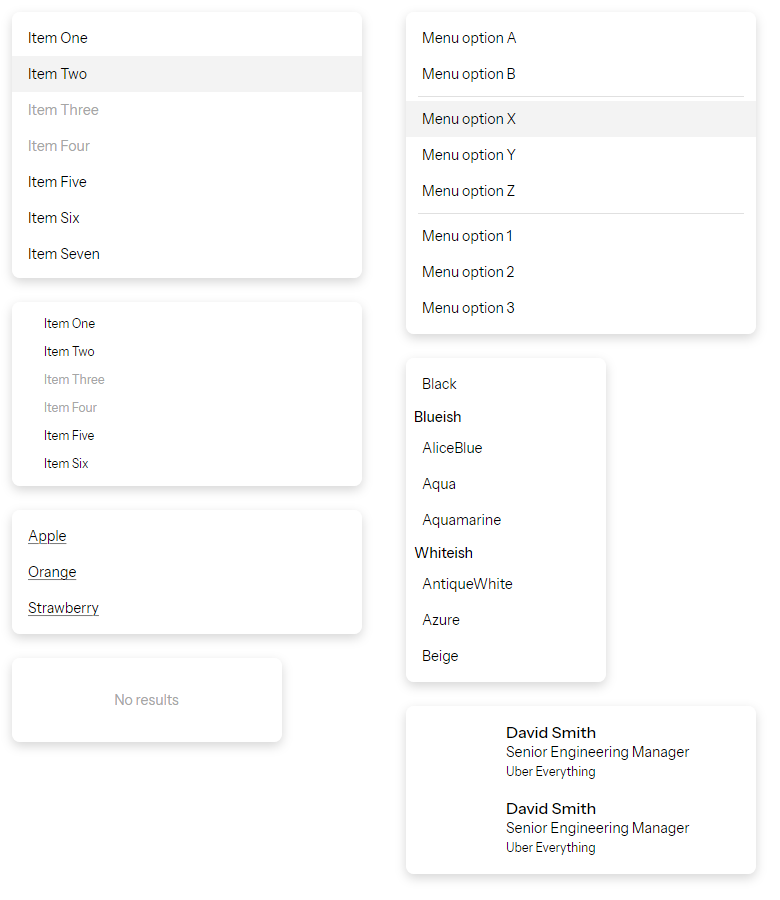 Item One
Item Two
Item Three
Item Four
Item Five
Item Six
Item Seven
Item One
Item Two
Item Three
Item Four
Item Five
Item Six
Apple
Orange
Strawberry
No results
Menu option A
Menu option B
Menu option X
Menu option Y
Menu option Z
Menu option 1
Menu option 2
Menu option 3
Black
Blueish
AliceBlue
Aqua
Aquamarine
Whiteish
AntiqueWhite
Azure
Beige
David Smith
Senior Engineering Manager
Uber Everything
David Smith
Senior Engineering Manager
Uber Everything